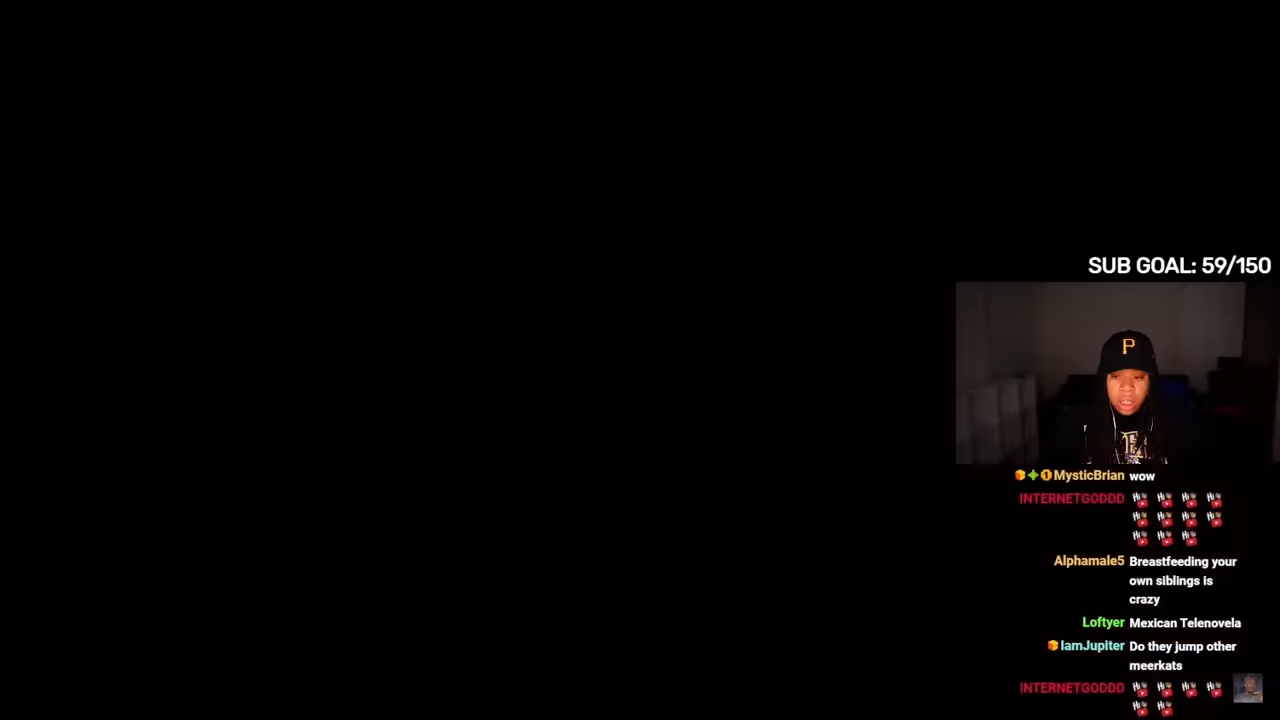 SUB GOAL: 59/150
P
MysticBrian wow
INTERNETGODDD
Alphamale5 Breastfeeding your
own siblings is
crazy
Loftyer Mexican Telenovela
IamJupiter Do they jump other
meerkats
INTERNETGODDD